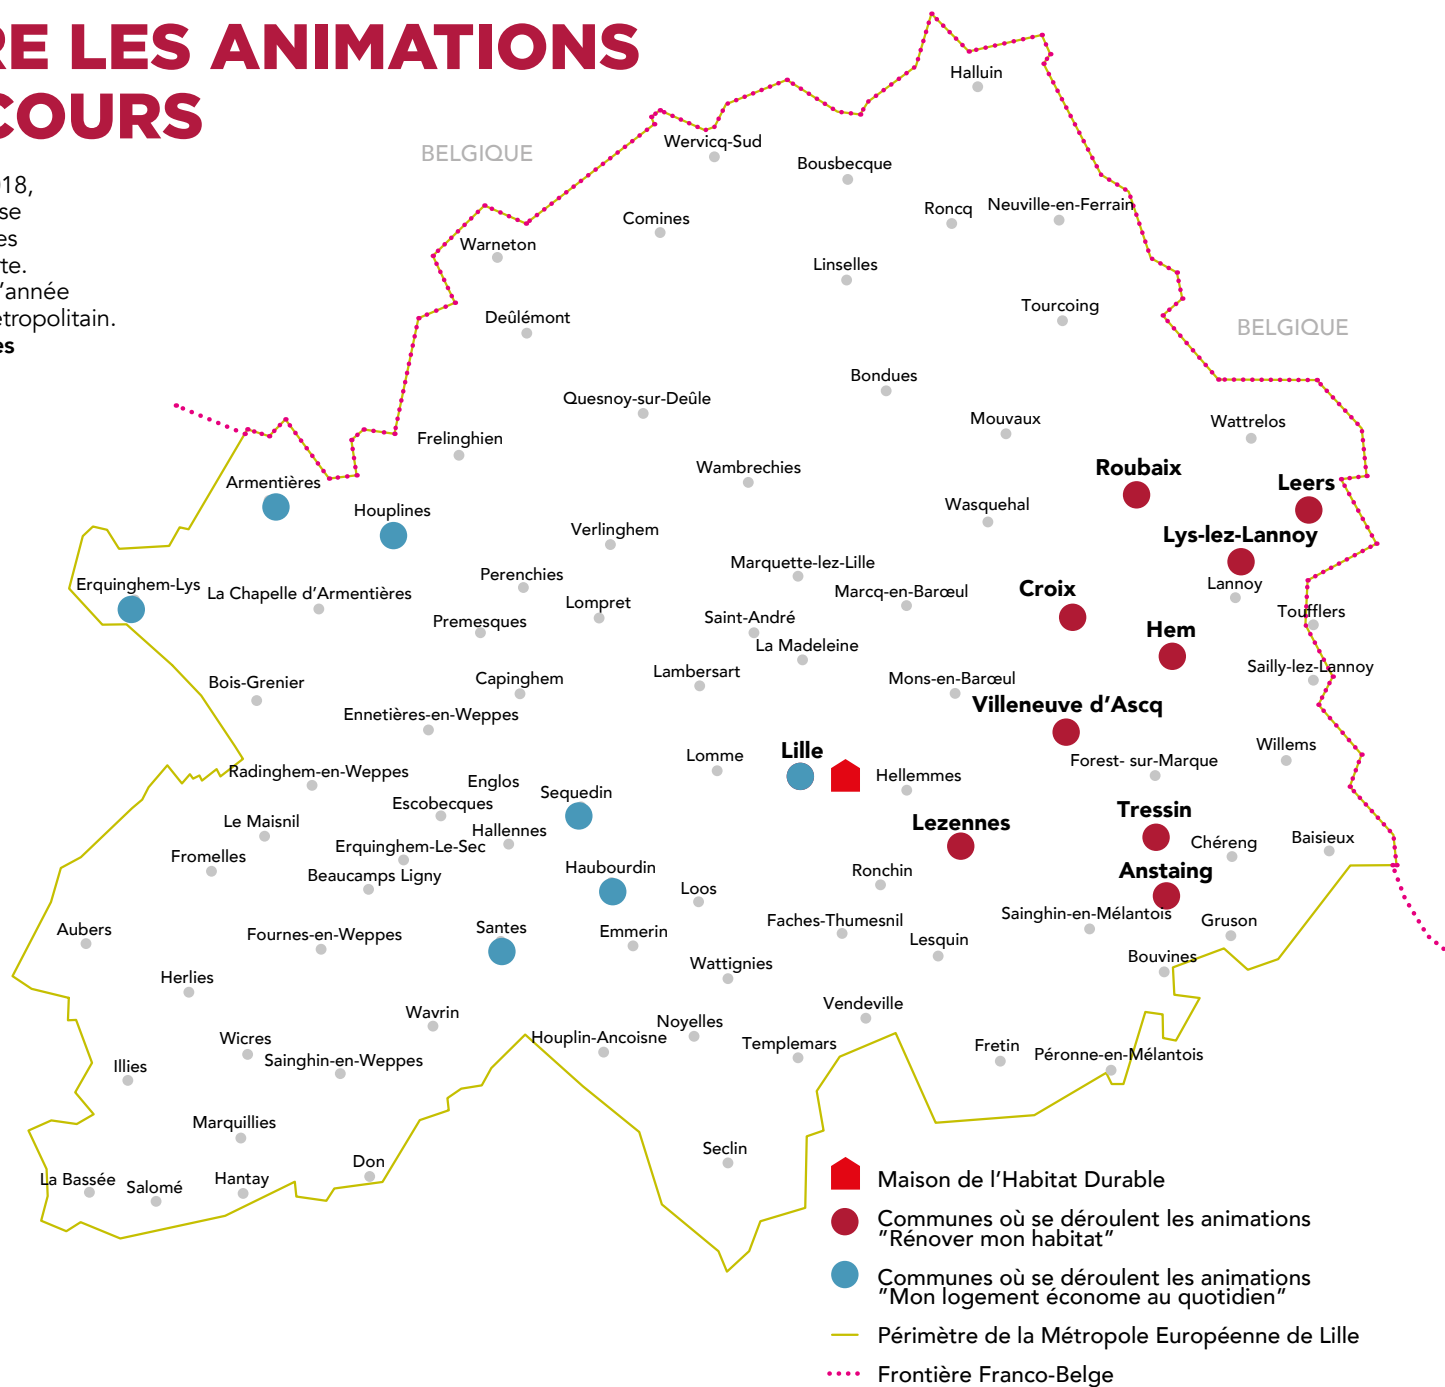 RE LES ANIMATIONS
COURS
18,
se
es
te.
l'année
étropolitain.
es
BELGIQUE
Halluin
Wervicq-Sud
Bousbecque
Comines
Roncq
Neuville-en-Ferrain
Warneton
Linselles
Tourcoing
Deûlémont
BELGIQUE
Bondues
Quesnoy-sur-Deûle
Mouvaux
Wattrelos
Frelinghien
Wambrechies
Roubaix
Armentières
Leers
Houplines
Wasquehal
Verlinghem
Lys-lez-Lannoy
Marquette-lez-Lille
Perenchies
Erquinghem-Lys
La Chapelle d'Armentières
Marcq-en-Barœul
Croix
Lannoy
Lompret
Saint-André
Toufflers
Premesques
Hem
La Madeleine
Lambersart
Sailly-lez-Lannoy
Bois-Grenier
Capinghem
Mons-en-Barœul
Villeneuve d'Ascq
Ennetières-en-Weppes
Lomme
Lille
Willems
Forest- sur-Marque
Radinghem-en-Weppes
Englos
Hellemmes
Sequedin
Escobecques
Tressin
Le Maisnil
Hallennes
Lezennes
Baisieux
Chéreng
Erquinghem-Le-Sec
Fromelles
Haubourdin
Beaucamps Ligny
Ronchin
Anstaing
Loos
Sainghin-en-Mélantois
Faches-Thumesnil
Gruson
Aubers
Fournes-en-Weppes
Santes
Emmerin
Lesquin
Bouvines
Wattignies
Herlies
Vendeville
Wavrin
Noyelles
Houplin-Ancoisne
Wicres
Templemars
Fretin
Péronne-en-Mélantois
Sainghin-en-Weppes
Illies
Marquillies
Seclin
Don
La Bassée
Salomé
Hantay
Maison de l'Habitat Durable
Communes où se déroulent les animations
"Rénover mon habitat"
Communes où se déroulent les animations
"Mon logement économe au quotidien"
Périmètre de la Métropole Européenne de Lille
Frontière Franco-Belge